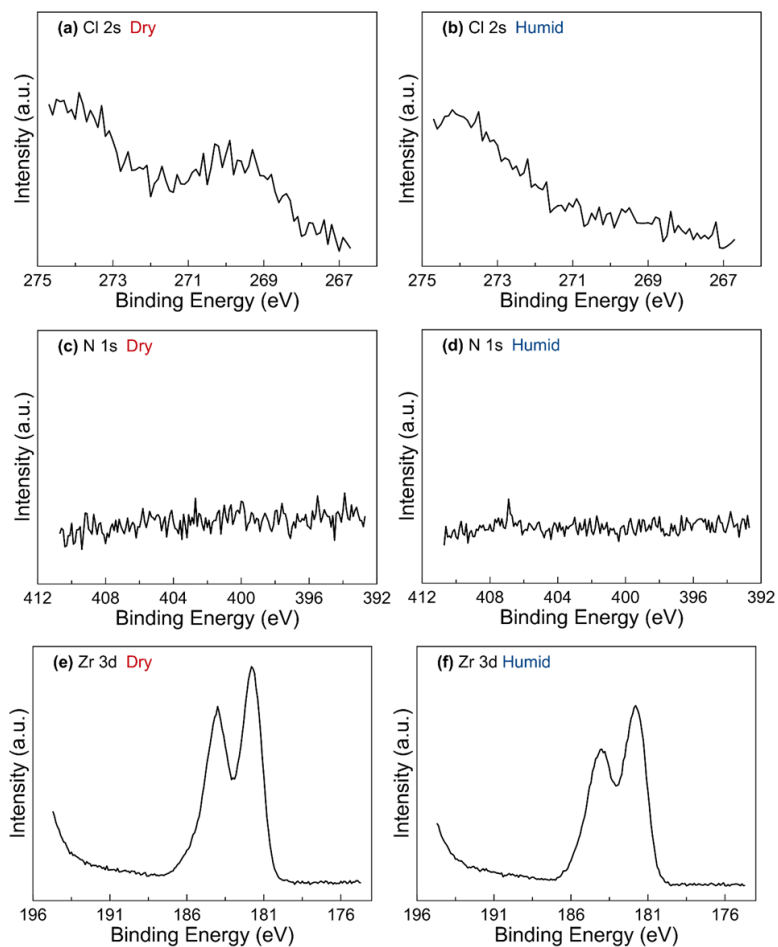 (a) Cl 2s Dry
Intensity (a.u.)
275 273 271 269 267
Binding Energy (eV)
(b) Cl 2s Humid
Intensity (a.u.)
275 273 271 269 267
Binding Energy (eV)
(c) N 1s Dry
Intensity (a.u.)
412 408 404 400 396 392
Binding Energy (eV)
(d) N 1s Humid
Intensity (a.u.)
412 408 404 400 396 392
Binding Energy (eV)
(e) Zr 3d Dry
Intensity (a.u.)
196 191 186 181 176
Binding Energy (eV)
(f) Zr 3d Humid
Intensity (a.u.)
196 191 186 181 176
Binding Energy (eV)